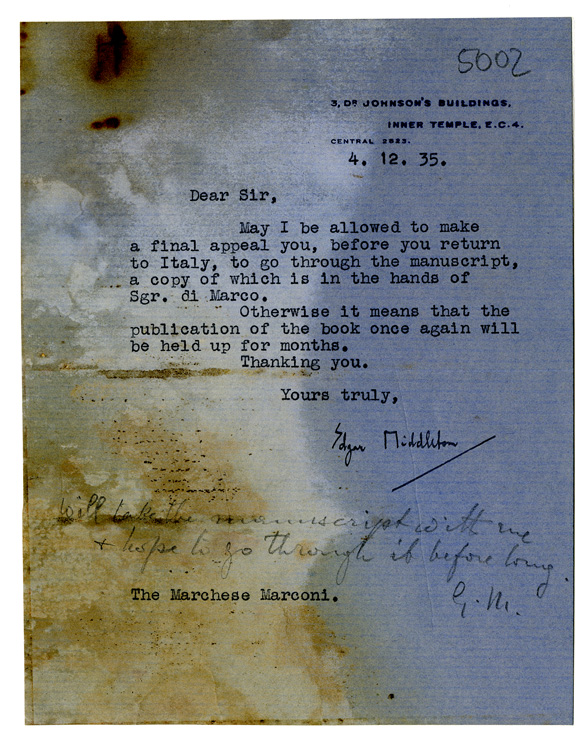 5002
3, DR JOHNSON'S BUILDINGS,
INNER TEMPLE, E.C.4.
CENTRAL 2823.
4. 12. 35.
Dear Sir,
May I be allowed to make
a final appeal you, before you return
to Italy, to go through the manuscript,
a copy of which is in the hands of
Sgr. di Marco.
Otherwise it means that the
publication of the book once again will
be held up for months.
Thanking you.
Yours truly,
Edgar Middleton
Will take the manuscript with me
+ hope to go through it before long.
G. M.
The Marchese Marconi.